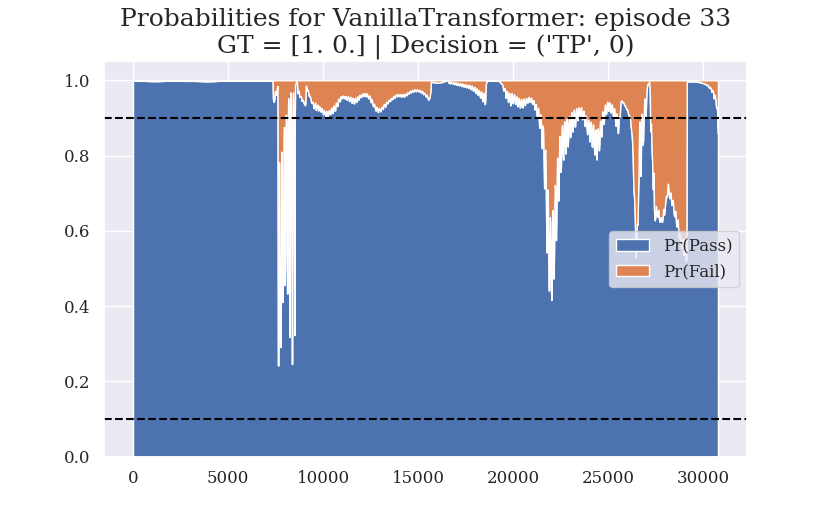 Probabilities for VanillaTransformer: episode 33
GT = [1. 0.] | Decision = ('TP', 0)
1.0
0.8
0.6
0.4
0.2
0.0
Pr(Pass)
Pr(Fail)
0 5000 10000 15000 20000 25000 30000